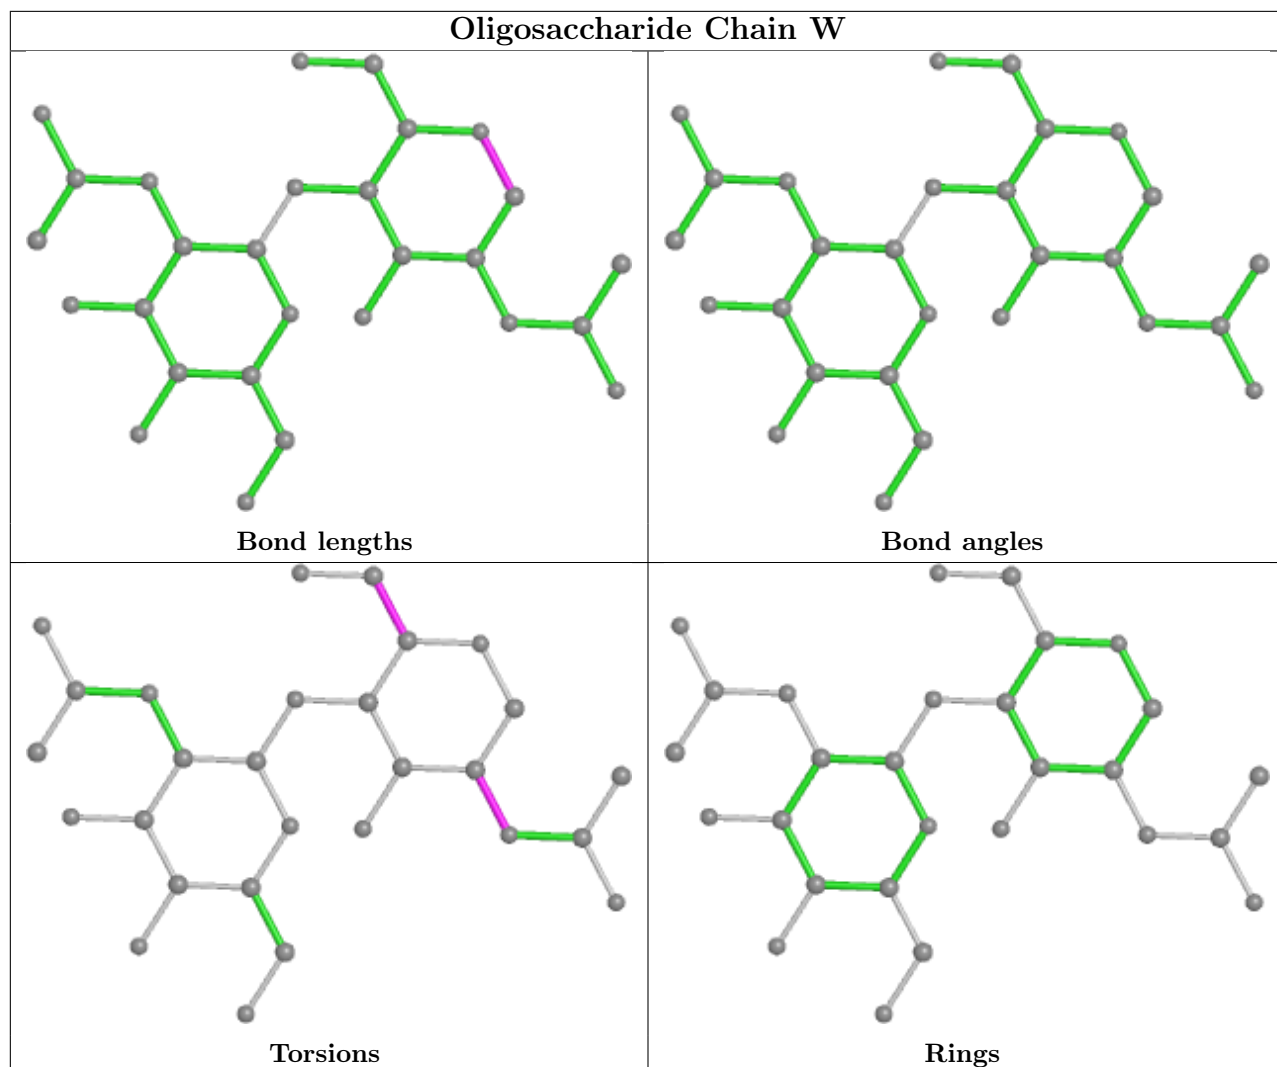 Oligosaccharide Chain W
Bond lengths
Bond angles
Torsions
Rings